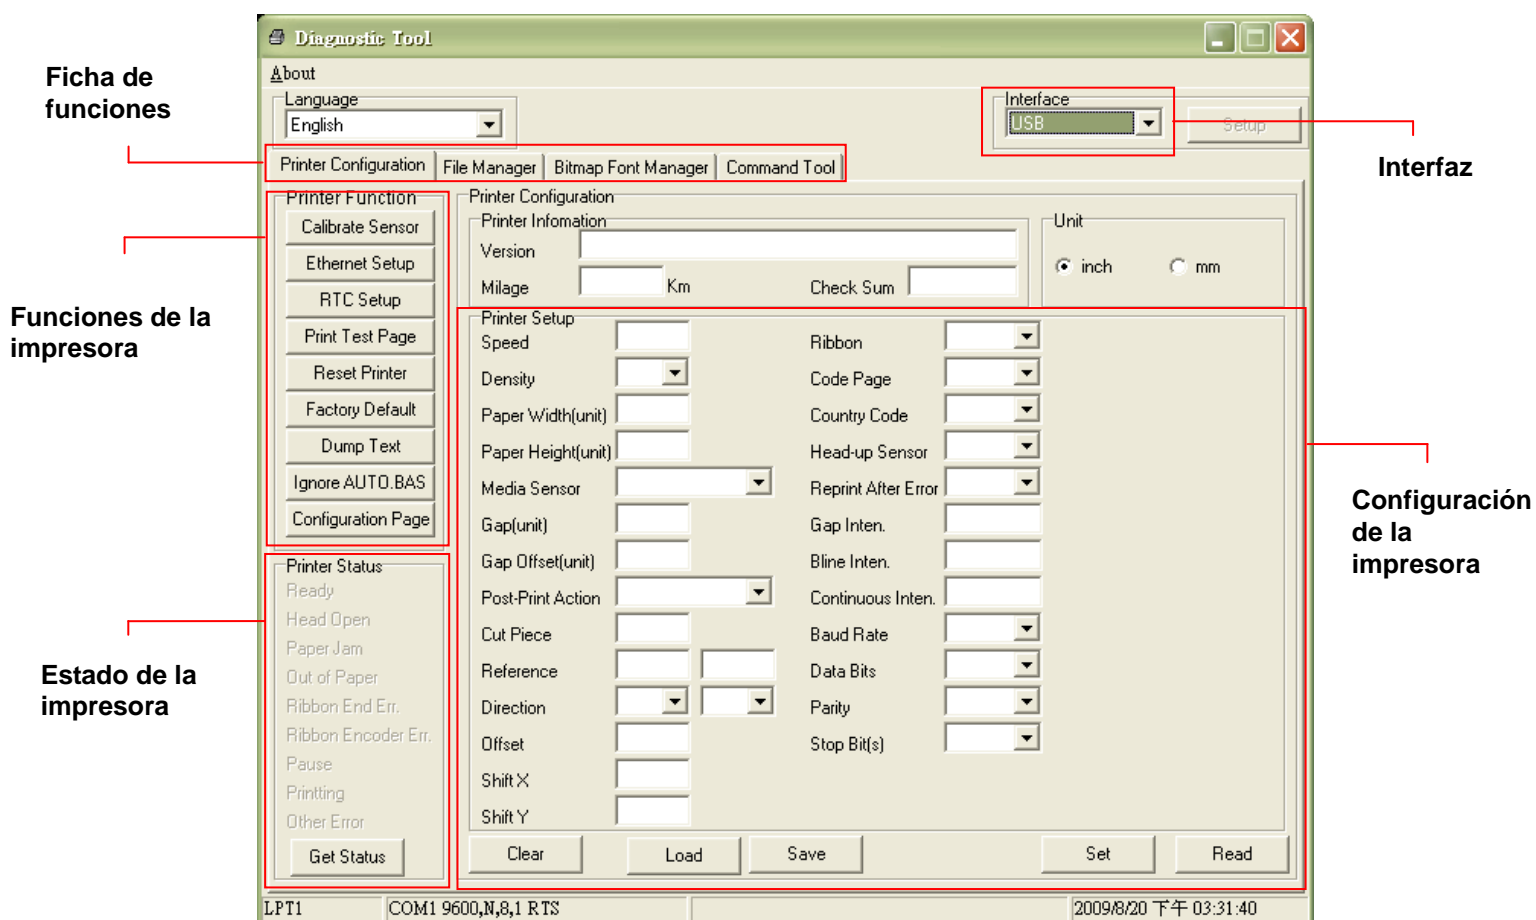 Diagnostic Tool
About
Ficha de
funciones
Language
English
Interface
USB
Setup
Interfaz
Printer Configuration
File Manager
Bitmap Font Manager
Command Tool
Printer Function
Calibrate Sensor
Ethernet Setup
RTC Setup
Print Test Page
Reset Printer
Factory Default
Dump Text
Ignore AUTO.BAS
Configuration Page
Funciones de la
impresora
Printer Status
Ready
Head Open
Paper Jam
Out of Paper
Ribbon End Err.
Ribbon Encoder Err.
Pause
Printting
Other Error
Get Status
Estado de la
impresora
Printer Configuration
Printer Infomation
Version
Milage
Km
Check Sum
Unit
inch
mm
Printer Setup
Speed
Density
Paper Width(unit)
Paper Height(unit)
Media Sensor
Gap(unit)
Gap Offset(unit)
Post-Print Action
Cut Piece
Reference
Direction
Offset
Shift X
Shift Y
Ribbon
Code Page
Country Code
Head-up Sensor
Reprint After Error
Gap Inten.
Bline Inten.
Continuous Inten.
Baud Rate
Data Bits
Parity
Stop Bit(s)
Configuración
de la
impresora
Clear
Load
Save
Set
Read
LPT1
COM1 9600,N,8,1 RTS
2009/8/20 下午 03:31:40